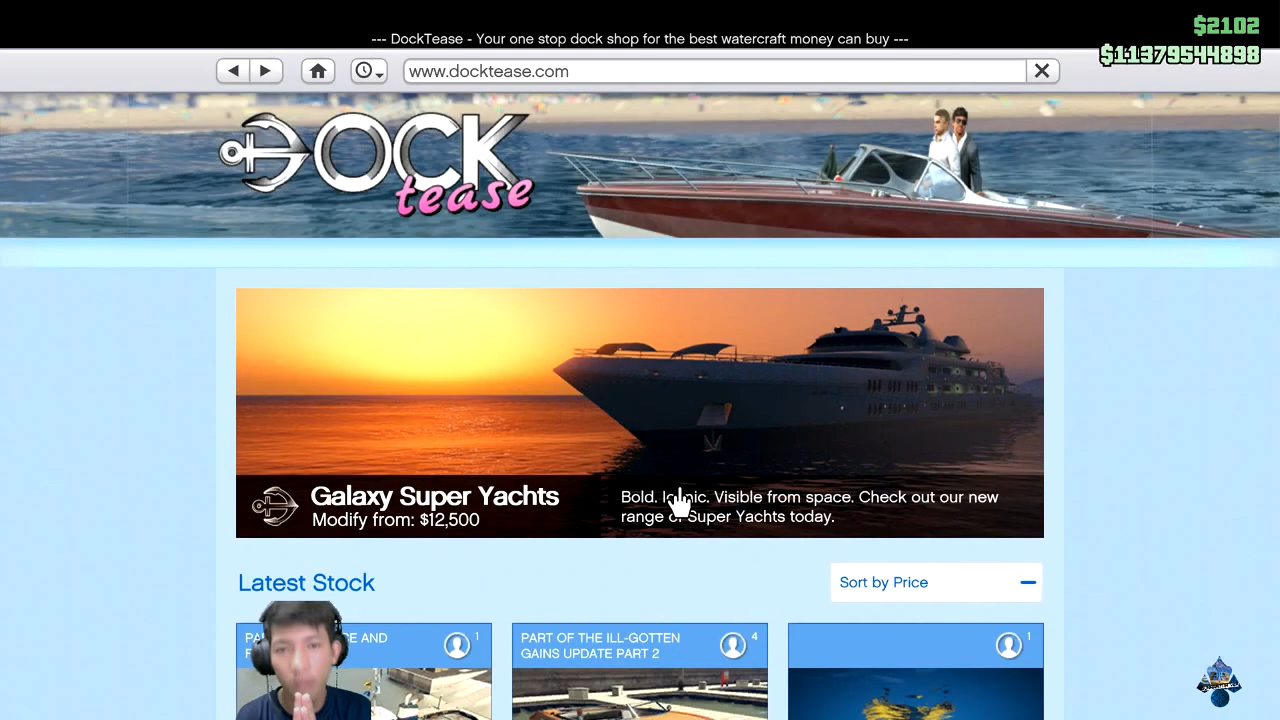 $2102
--- DockTease - Your one stop dock shop for the best watercraft money can buy ---
$11379544898
www.docktease.com
DOCK
tease
Galaxy Super Yachts
Modify from: $12,500
Bold. Iconic. Visible from space. Check out our new
range of Super Yachts today.
Latest Stock
Sort by Price
CE AND
1
PART OF THE ILL-GOTTEN
GAINS UPDATE PART 2
4
1